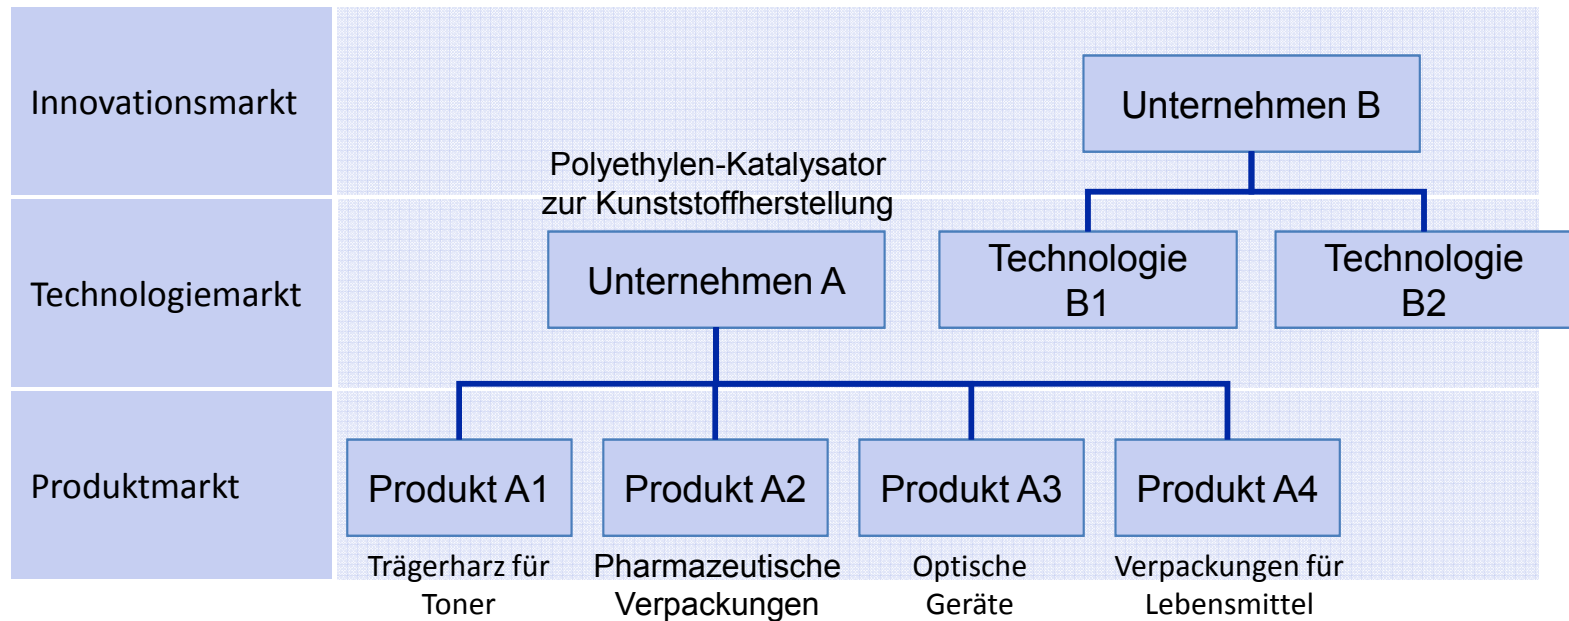 Innovationsmarkt
Unternehmen B
Polyethylen-Katalysator
zur Kunststoffherstellung
Technologiemarkt
Unternehmen A
Technologie
B1
Technologie
B2
Produktmarkt
Produkt A1
Produkt A2
Produkt A3
Produkt A4
Trägerharz für
Toner
Pharmazeutische
Verpackungen
Optische
Geräte
Verpackungen für
Lebensmittel